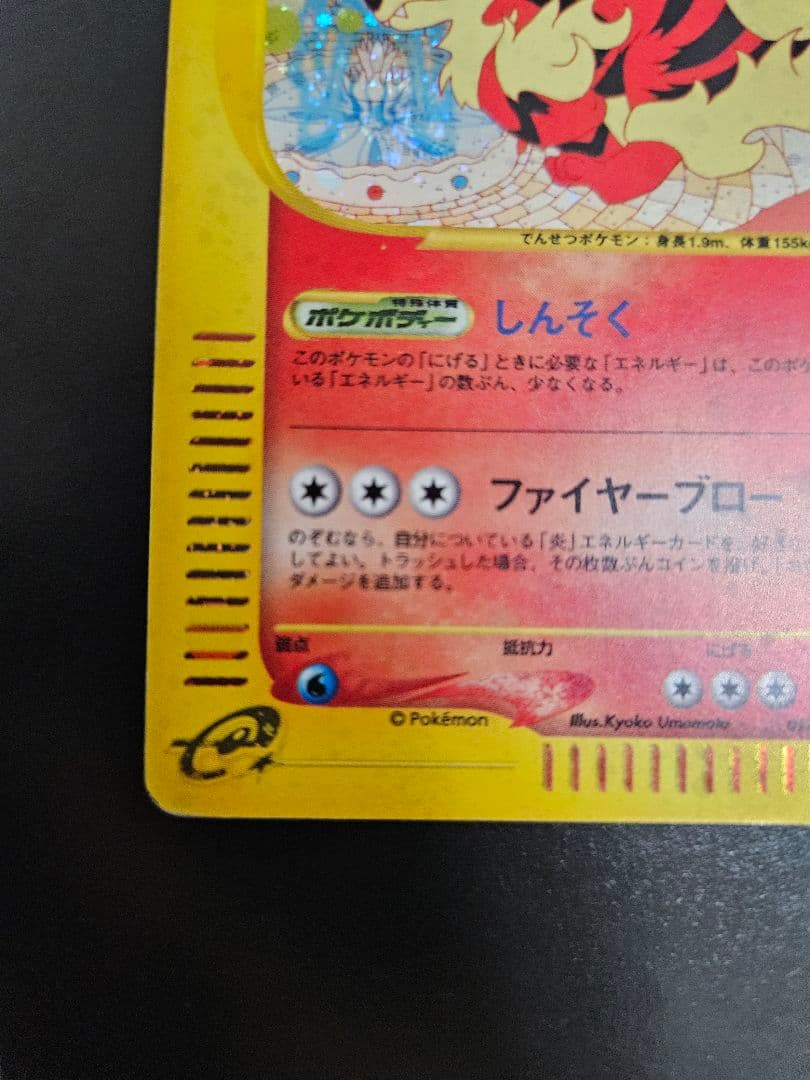 でんせつポケモン：身長1.9m、体重155k
特殊体質
ポケボディー しんそく
このポケモンの「にげる」ときに必要な「エネルギー」は、このポケ
いる「エネルギー」の数ぶん、少なくなる。
ファイヤーブロー
のぞむなら、自分についている「炎」エネルギーカードを
してよい。トラッシュした場合、その枚数ぶんコインを投げ、「お
ダメージを追加する。
弱点 抵抗力 にげる
© Pokémon Illus.Kyoko Umemoto